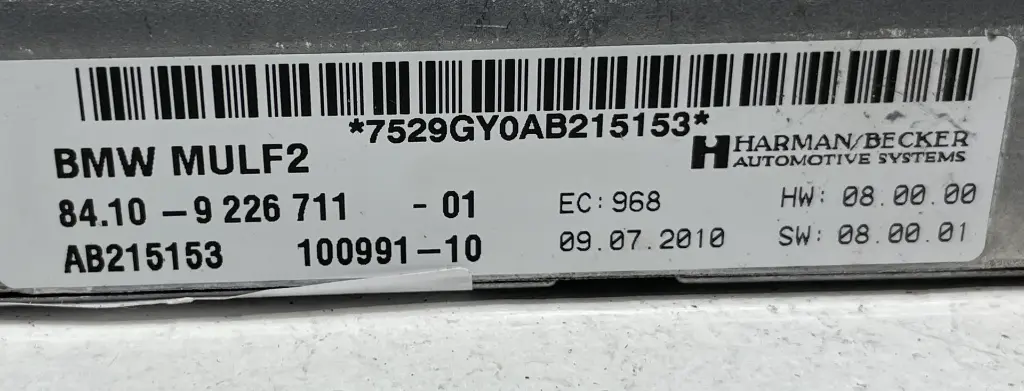 *7529GY0AB215153*
BMW MULF2
HARMAN/BECKER
AUTOMOTIVE SYSTEMS
84.10 - 9 226 711 - 01
EC: 968
HW: 08.00.00
AB215153 100991-10
09.07.2010
SW: 08.00.01